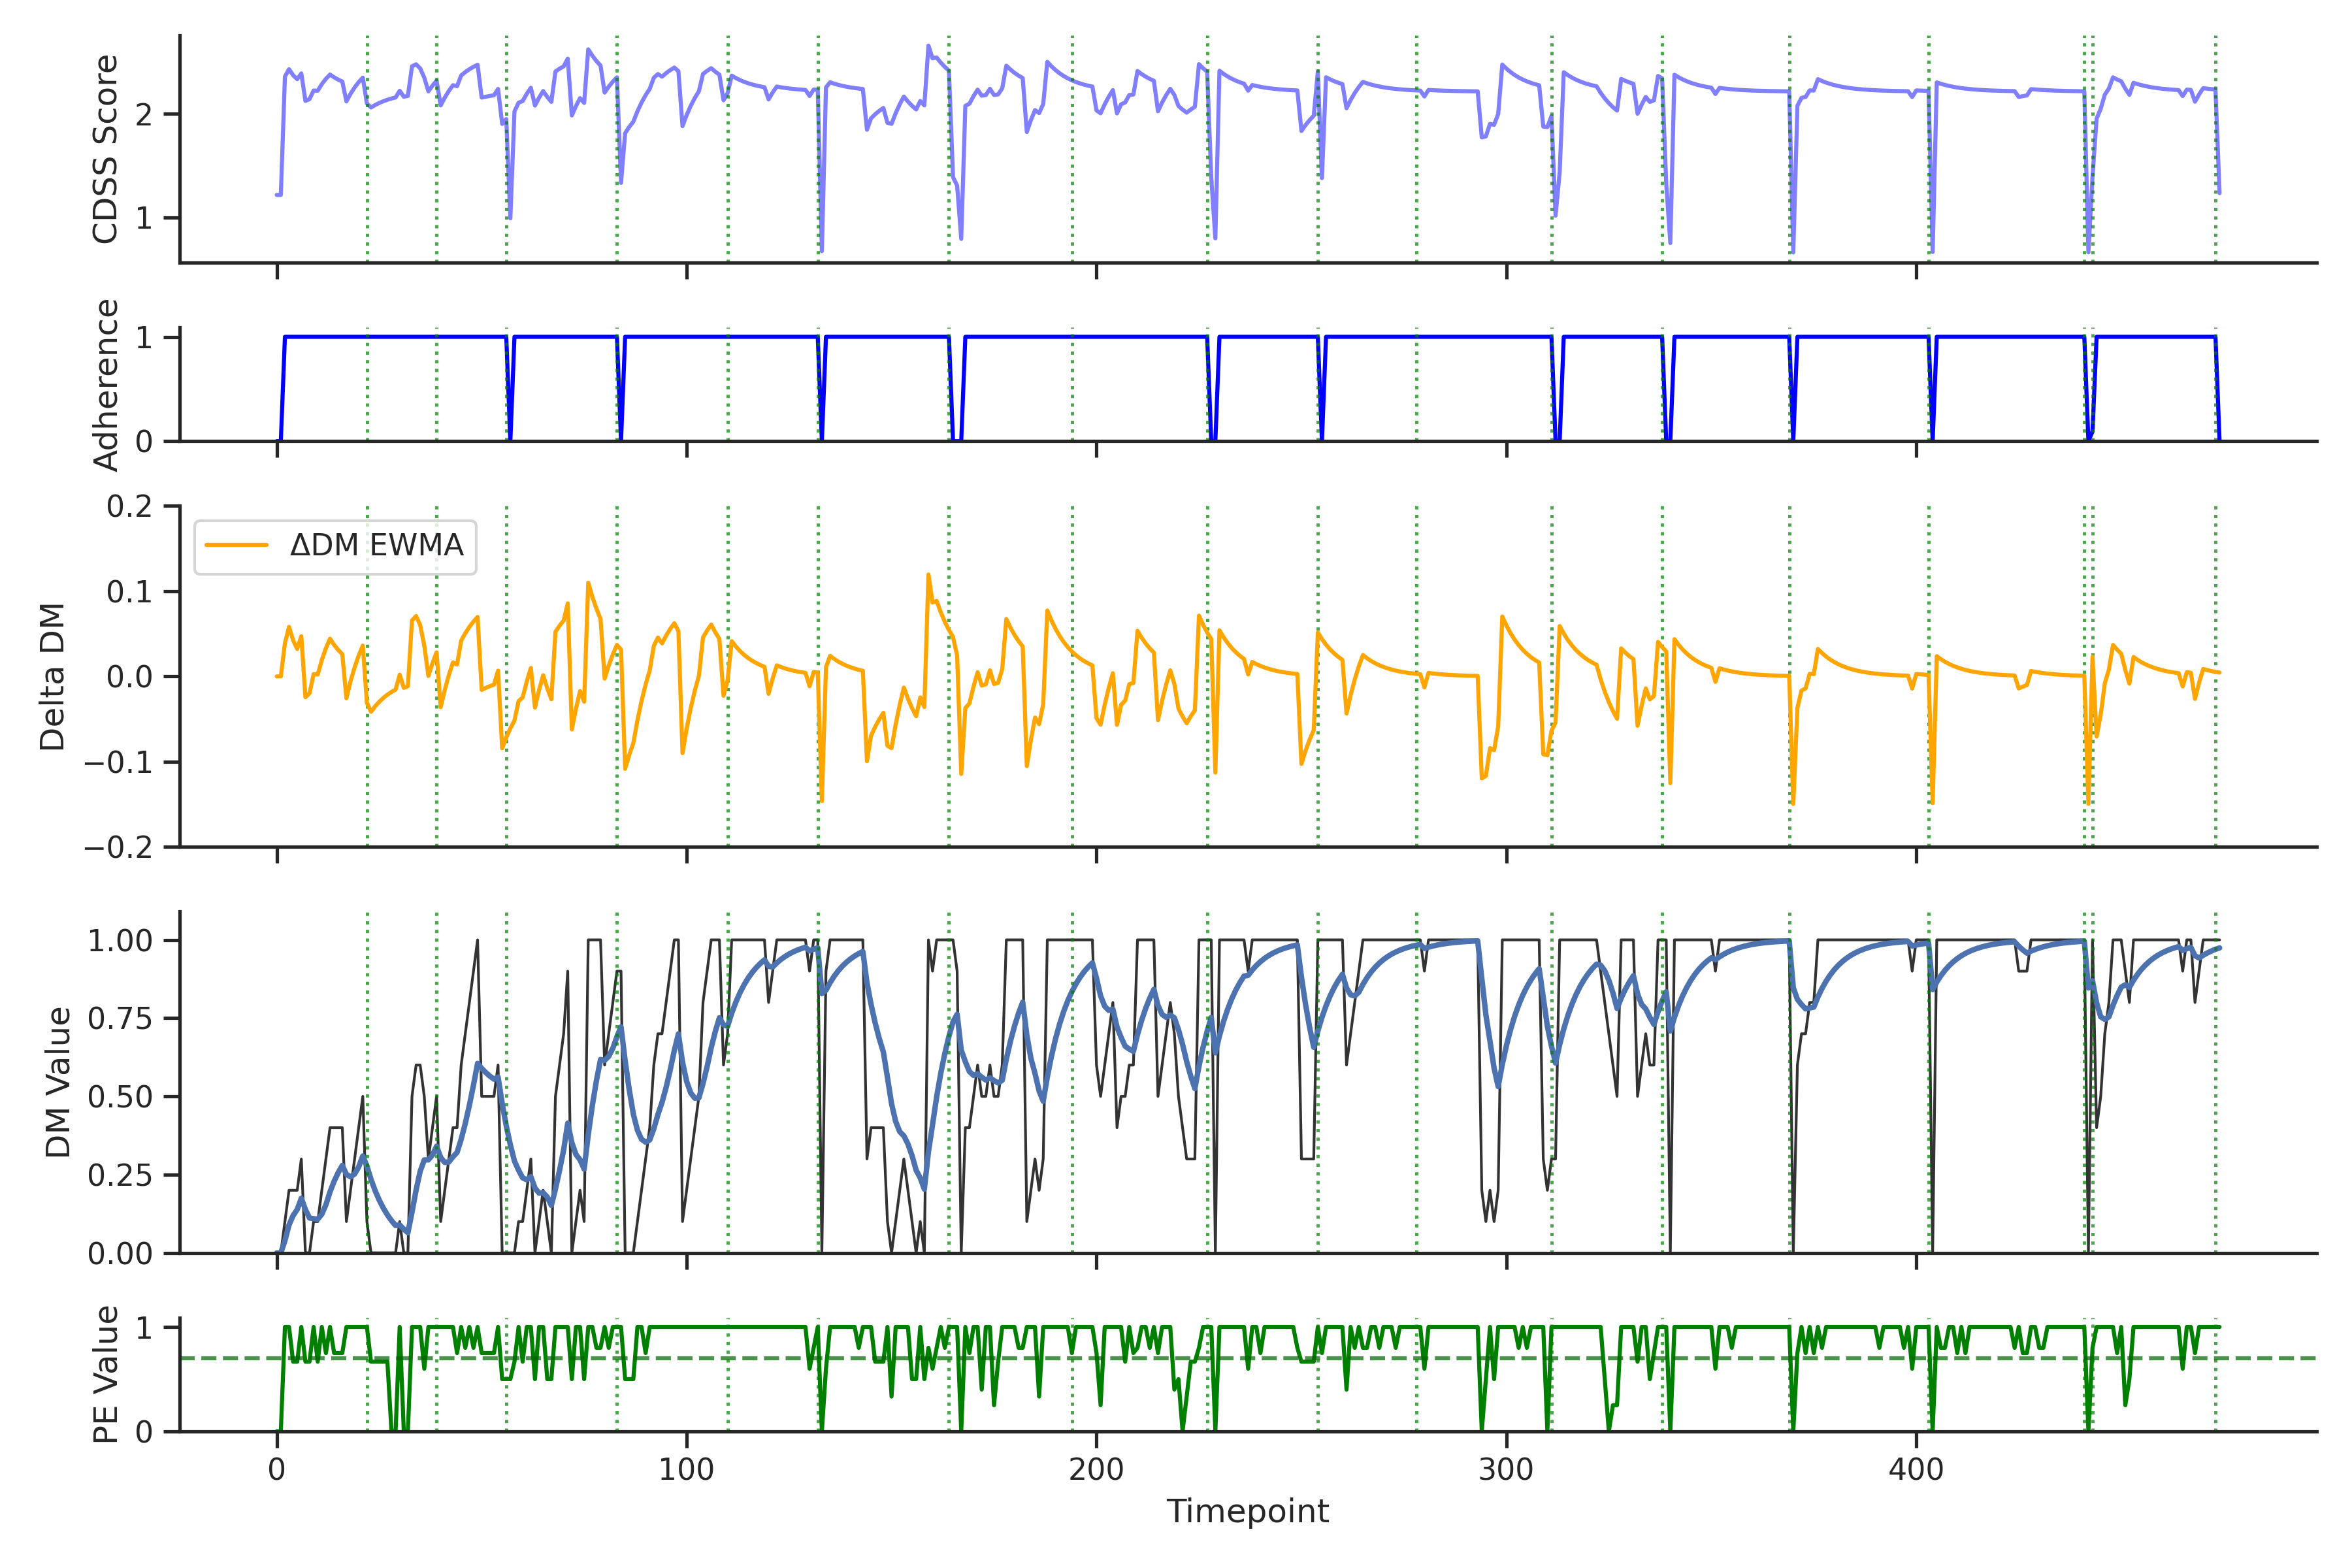 CDSS Score
2
1
Adherence
1
0
Delta DM
0.2
0.1
0.0
−0.1
−0.2
ΔDM EWMA
DM Value
1.00
0.75
0.50
0.25
0.00
PE Value
1
0
0 100 200 300 400
Timepoint